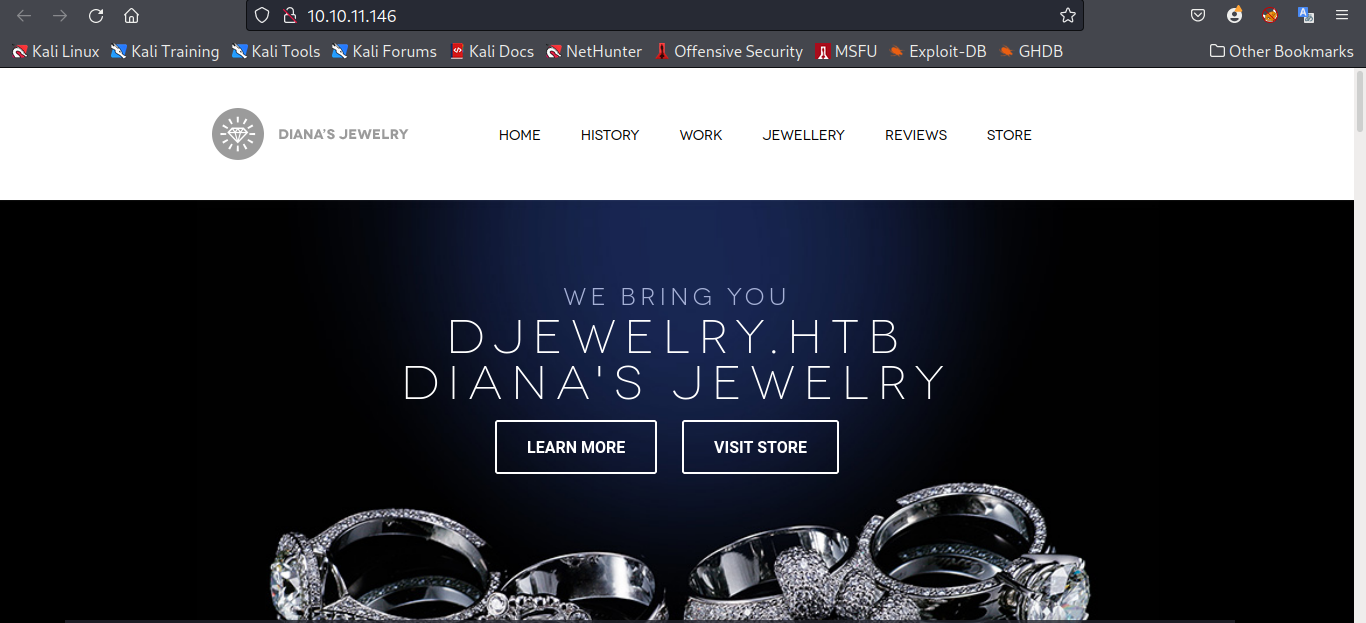 10.10.11.146
Kali Linux Kali Training Kali Tools Kali Forums Kali Docs NetHunter Offensive Security MSFU Exploit-DB GHDB Other Bookmarks
DIANA'S JEWELRY HOME HISTORY WORK JEWELLERY REVIEWS STORE
WE BRING YOU
DJEWELRY.HTB
DIANA'S JEWELRY
LEARN MORE VISIT STORE